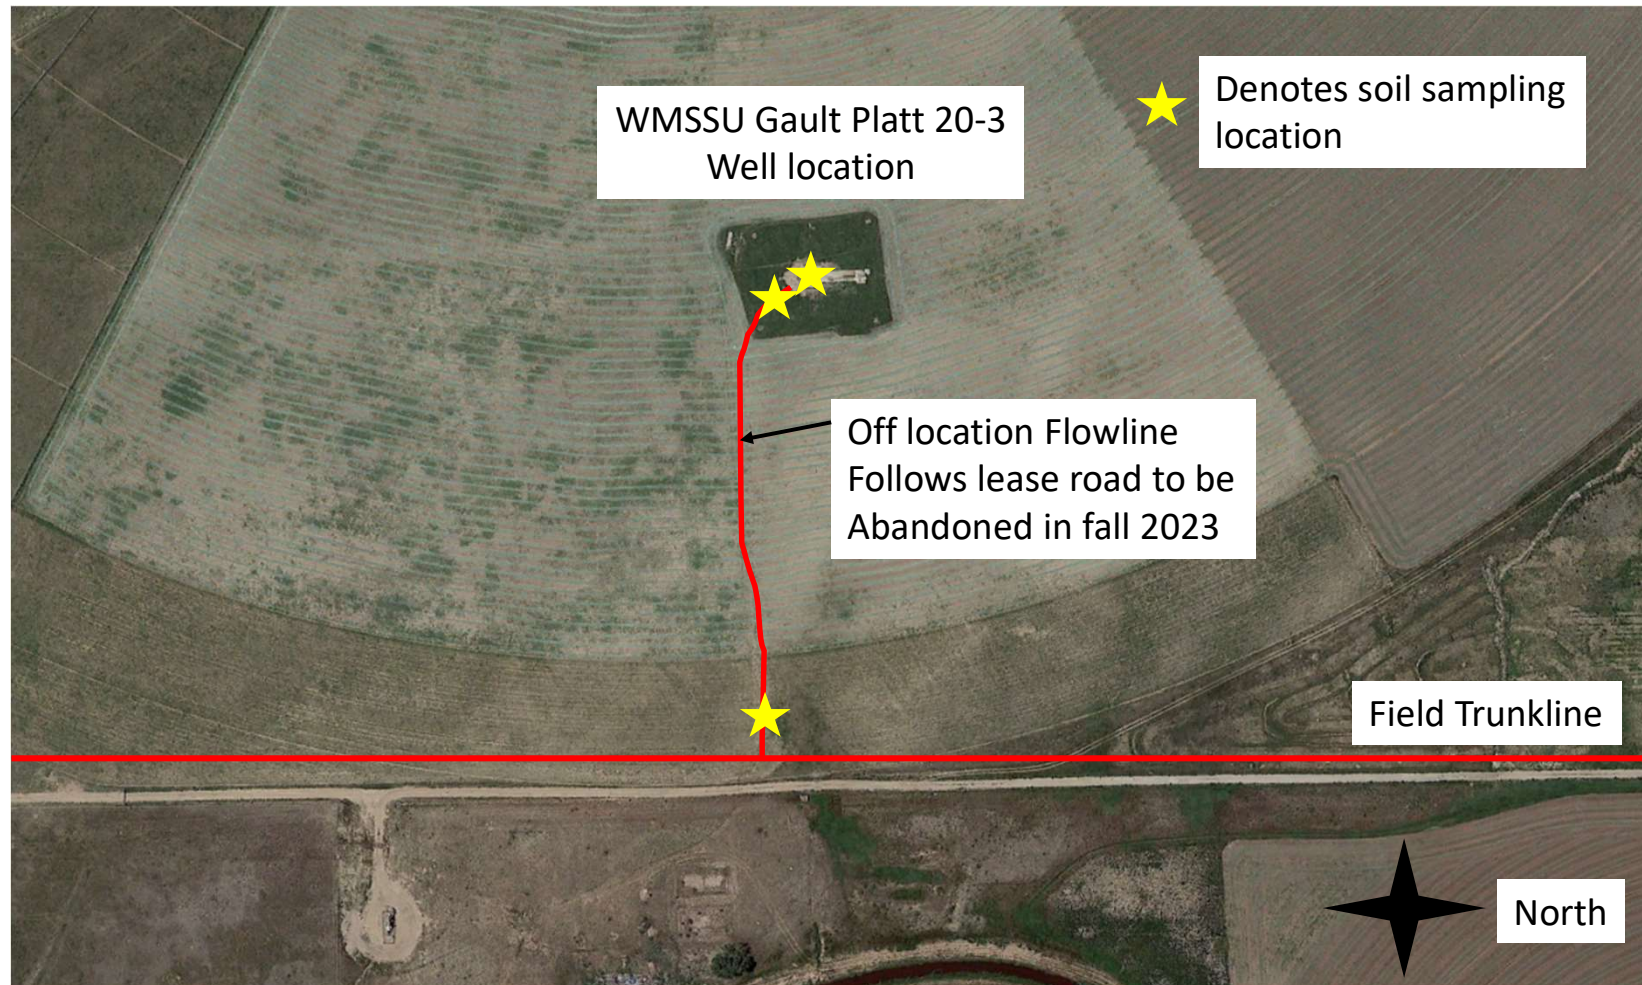 WMSSU Gault Platt 20-3
Well location
Denotes soil sampling
location
Off location Flowline
Follows lease road to be
Abandoned in fall 2023
Field Trunkline
North